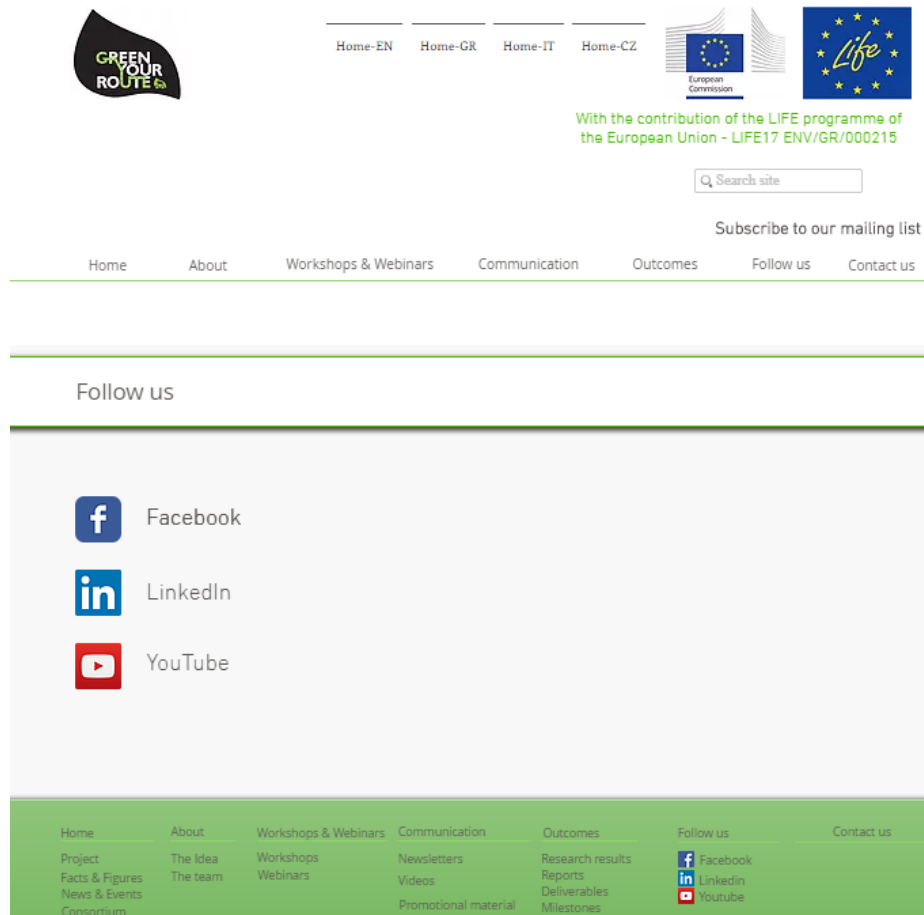 GREEN
YOUR
ROUTE
Home-EN Home-GR Home-IT Home-CZ
European
Commission
Life
With the contribution of the LIFE programme of
the European Union - LIFE17 ENV/GR/000215
Search site
Subscribe to our mailing list
Home About Workshops & Webinars Communication Outcomes Follow us Contact us
Follow us
f Facebook
in LinkedIn
YouTube
Home About Workshops & Webinars Communication Outcomes Follow us Contact us
Project The Idea Workshops Newsletters Research results f Facebook
Facts & Figures The team Webinars Videos Reports in Linkedin
News & Events Deliverables Youtube
Consortium Promotional material Milestones